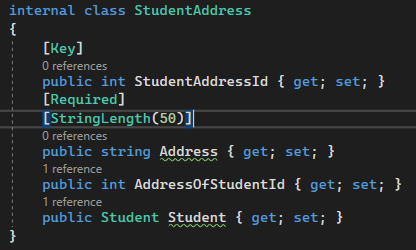 internal class StudentAddress
{
[Key]
0 references
public int StudentAddressId { get; set; }
[Required]
[StringLength(50)]
0 references
public string Address { get; set; }
1 reference
public int AddressOfStudentId { get; set; }
1 reference
public Student Student { get; set; }
}